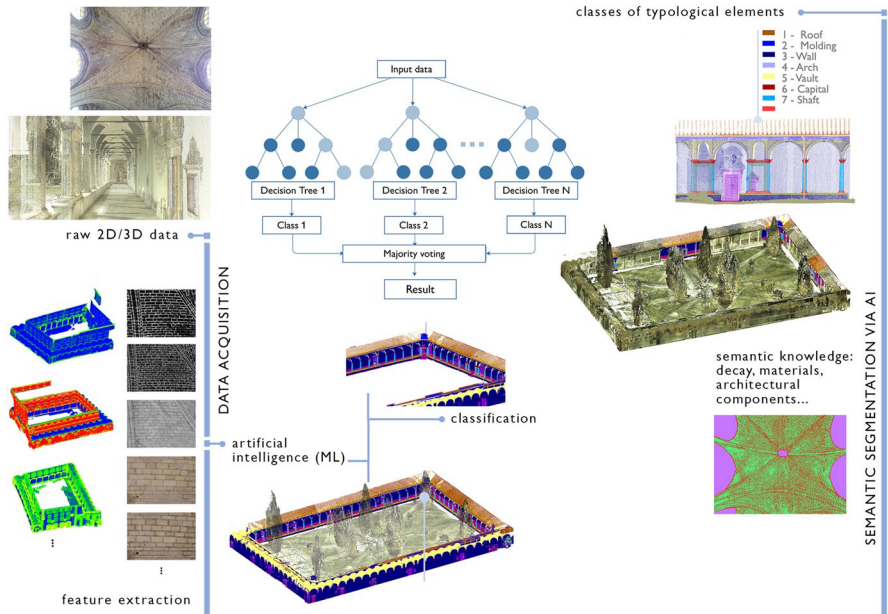 classes of typological elements
1 - Roof
2 - Molding
3 - Wall
4 - Arch
5 - Vault
6 - Capital
7 - Shaft
Input data
Decision Tree 1
Decision Tree 2
Decision Tree N
Class 1
Class 2
Class N
Majority voting
Result
raw 2D/3D data
DATA ACQUISITION
classification
artificial
intelligence (ML)
feature extraction
semantic knowledge:
decay, materials,
architectural
components...
SEMANTIC SEGMENTATION VIA AI